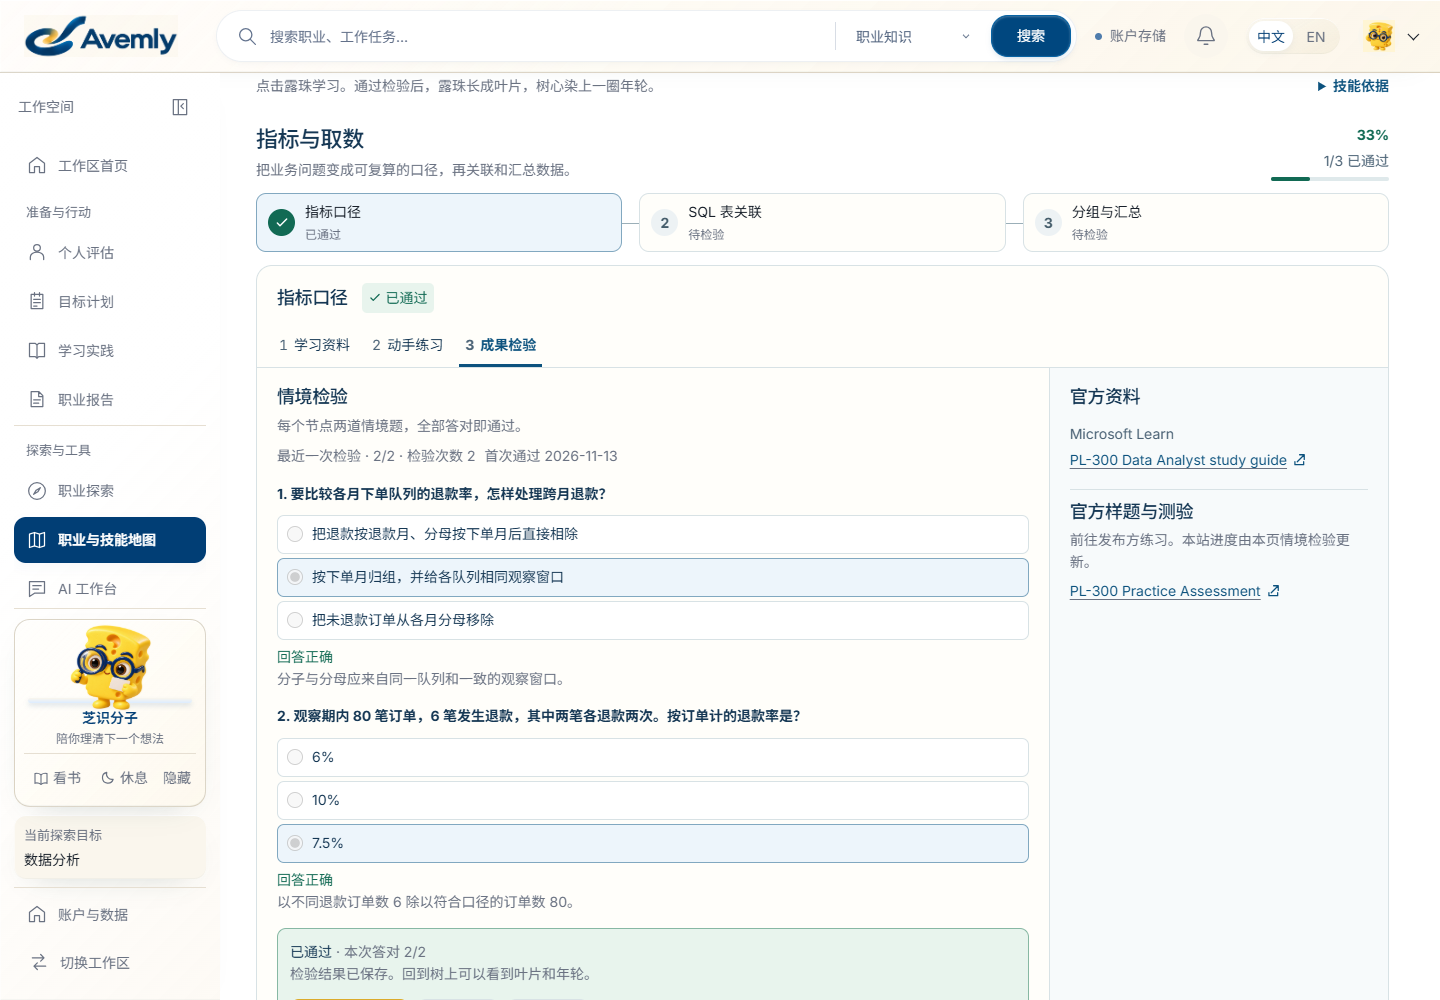 Avemly
搜索职业、工作任务...
职业知识
搜索
账户存储
中文
EN
工作空间
工作区首页
准备与行动
个人评估
目标计划
学习实践
职业报告
探索与工具
职业探索
职业与技能地图
AI 工作台
芝识分子
陪你理清下一个想法
看书
休息
隐藏
当前探索目标
数据分析
账户与数据
切换工作区
点击露珠学习。通过检验后，露珠长成叶片，树心染上一圈年轮。
技能依据
指标与取数
把业务问题变成可复算的口径，再关联和汇总数据。
33%
1/3 已通过
指标口径
已通过
2
SQL 表关联
待检验
3
分组与汇总
待检验
指标口径
已通过
1 学习资料
2 动手练习
3 成果检验
情境检验
每个节点两道情境题，全部答对即通过。
最近一次检验 · 2/2 · 检验次数 2 首次通过 2026-11-13
1. 要比较各月下单队列的退款率，怎样处理跨月退款？
把退款按退款月、分母按下单月后直接相除
按下单月归组，并给各队列相同观察窗口
把未退款订单从各月分母移除
回答正确
分子与分母应来自同一队列和一致的观察窗口。
2. 观察期内 80 笔订单，6 笔发生退款，其中两笔各退款两次。按订单计的退款率是？
6%
10%
7.5%
回答正确
以不同退款订单数 6 除以符合口径的订单数 80。
已通过 · 本次答对 2/2
检验结果已保存。回到树上可以看到叶片和年轮。
官方资料
Microsoft Learn
PL-300 Data Analyst study guide
官方样题与测验
前往发布方练习。本站进度由本页情境检验更
新。
PL-300 Practice Assessment